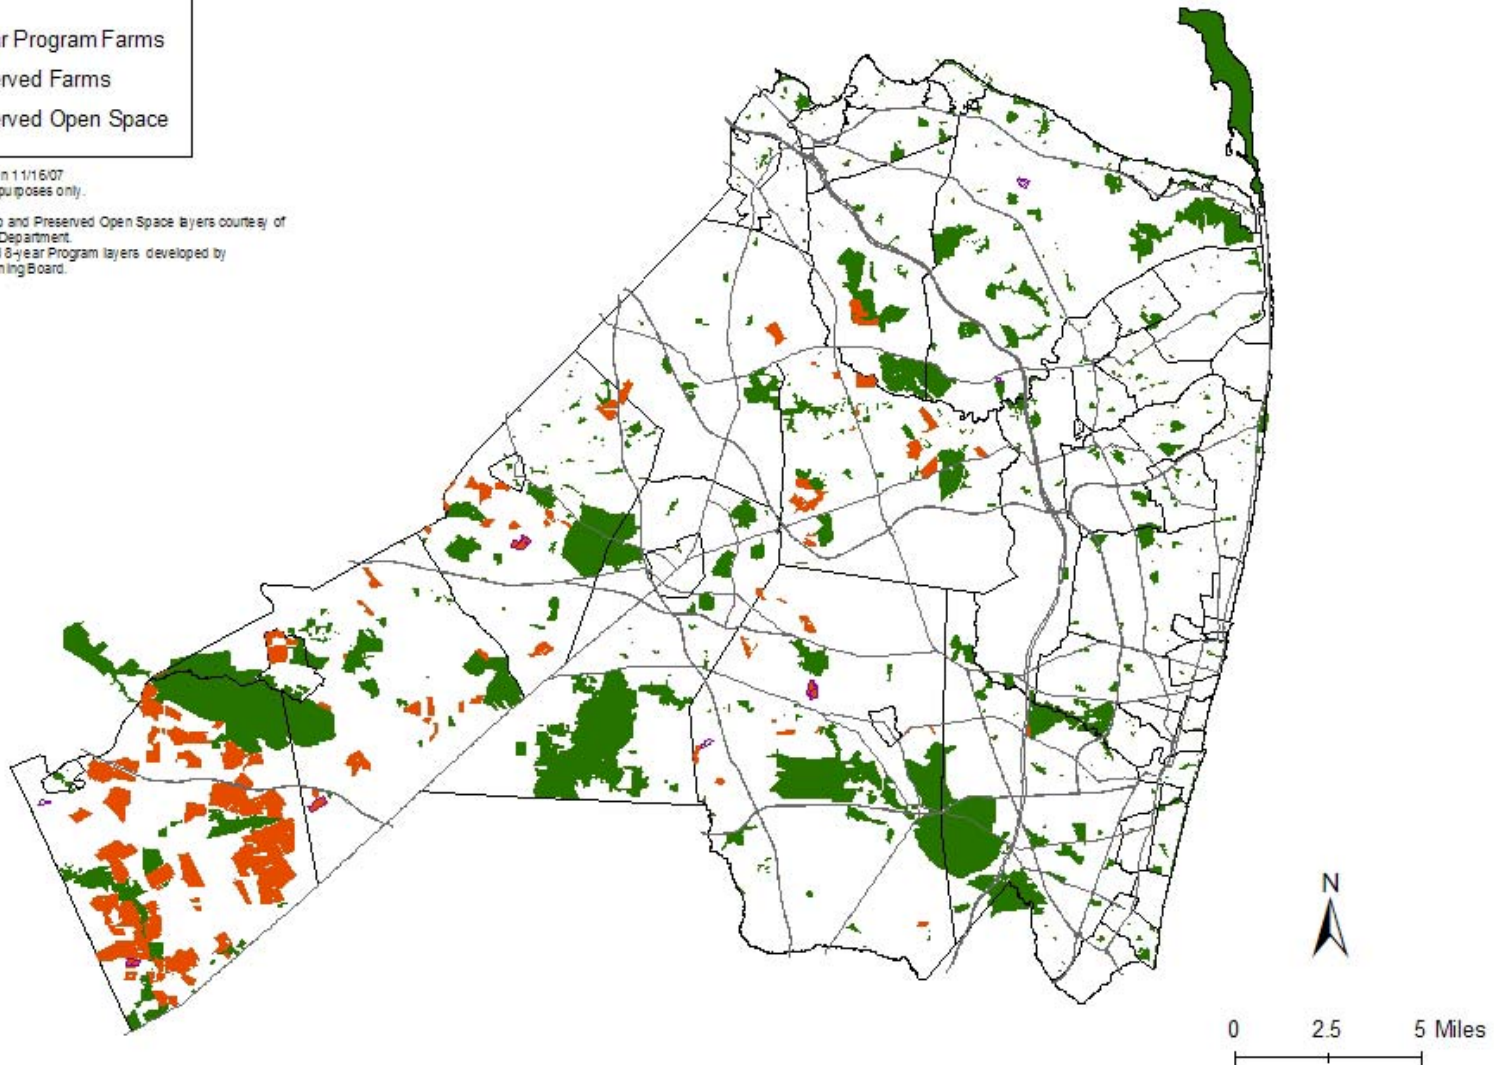 r Program Farms
rved Farms
rved Open Space
n 11/16/07
purposes only.
and Preserved Open Space layers courtesy of
Department.
8-year Program layers developed by
ning Board.
N
0 2.5 5 Miles